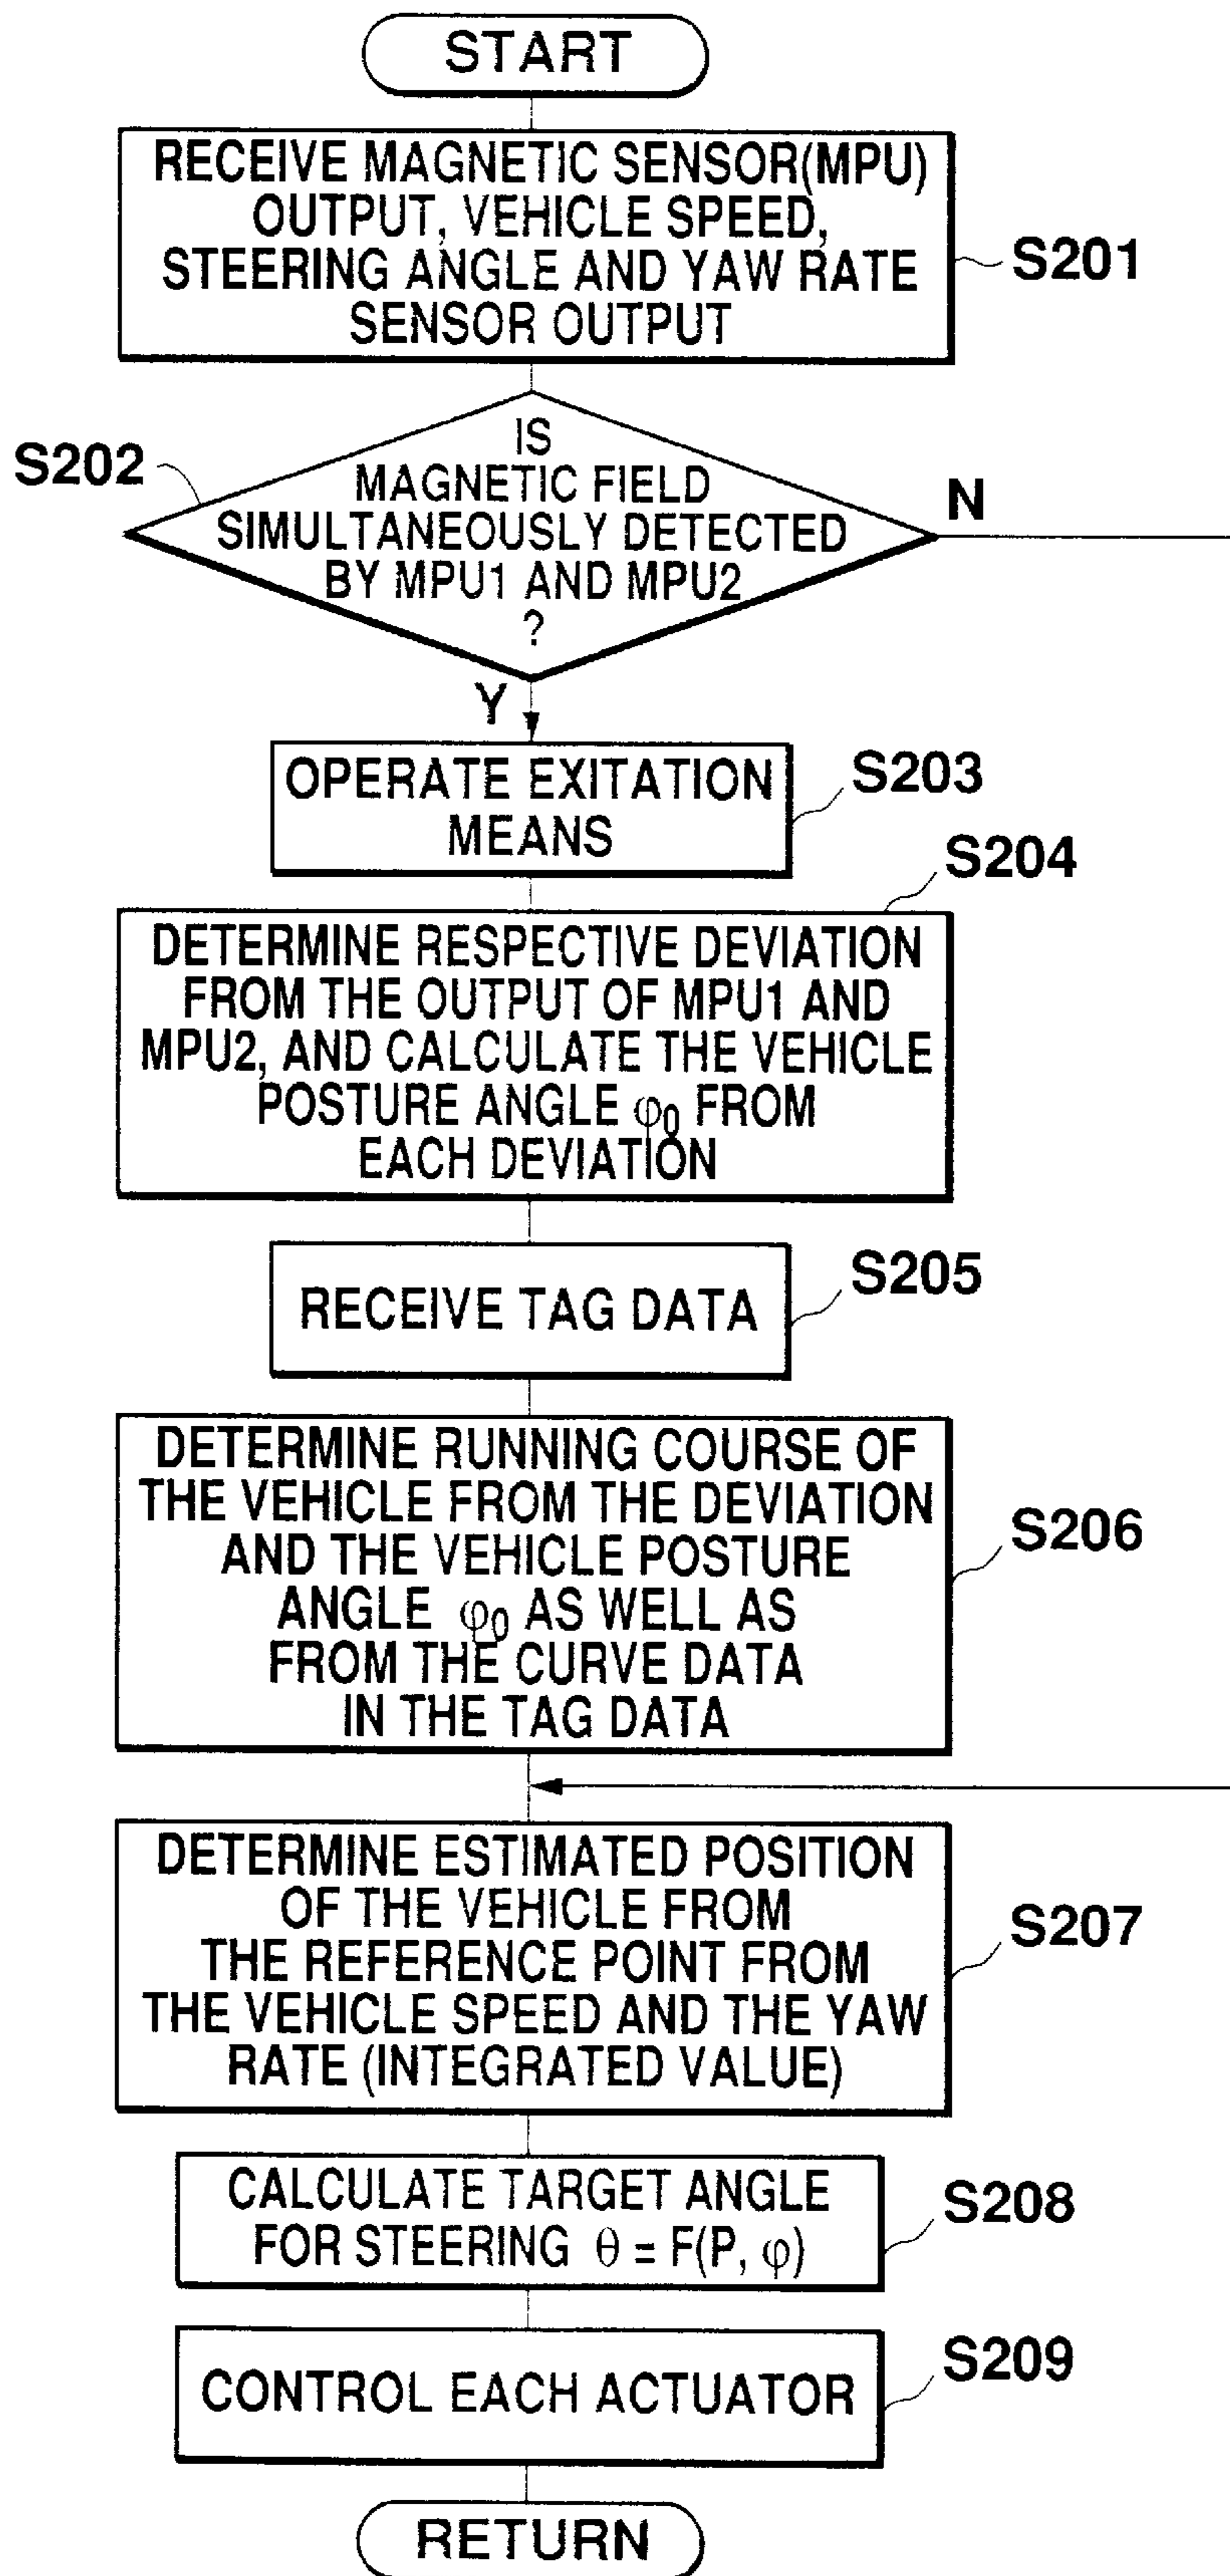 START
RECEIVE MAGNETIC SENSOR(MPU)
OUTPUT, VEHICLE SPEED,
STEERING ANGLE AND YAW RATE
SENSOR OUTPUT
S201
S202
IS
MAGNETIC FIELD
SIMULTANEOUSLY DETECTED
BY MPU1 AND MPU2
?
N
Y
OPERATE EXITATION
MEANS
S203
S204
DETERMINE RESPECTIVE DEVIATION
FROM THE OUTPUT OF MPU1 AND
MPU2, AND CALCULATE THE VEHICLE
POSTURE ANGLE φ0 FROM
EACH DEVIATION
RECEIVE TAG DATA
S205
DETERMINE RUNNING COURSE OF
THE VEHICLE FROM THE DEVIATION
AND THE VEHICLE POSTURE
ANGLE φ0 AS WELL AS
FROM THE CURVE DATA
IN THE TAG DATA
S206
DETERMINE ESTIMATED POSITION
OF THE VEHICLE FROM
THE REFERENCE POINT FROM
THE VEHICLE SPEED AND THE YAW
RATE (INTEGRATED VALUE)
S207
CALCULATE TARGET ANGLE
FOR STEERING θ = F(P, φ)
S208
CONTROL EACH ACTUATOR
S209
RETURN